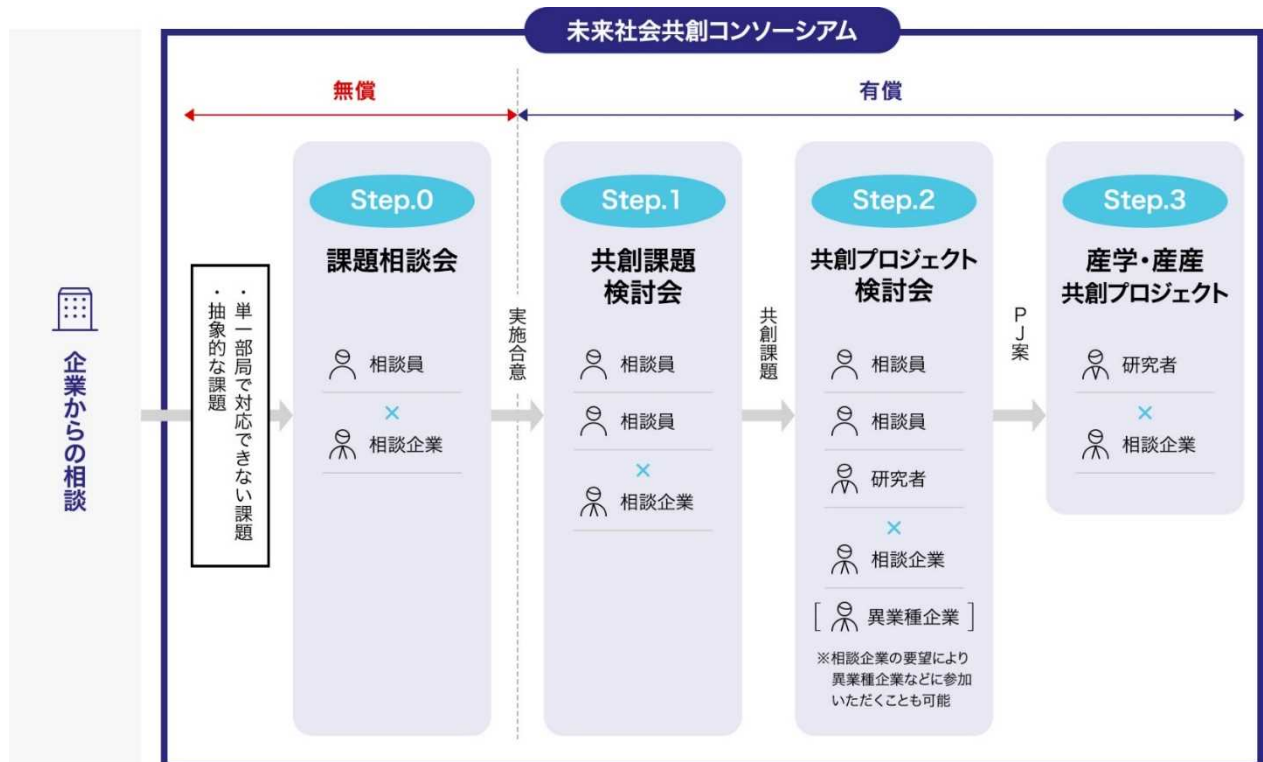 未来社会共創コンソーシアム
無償
有償
企業からの相談
・単一部局で対応できない課題
・抽象的な課題
Step.0
課題相談会
相談員
×
相談企業
実施合意
Step.1
共創課題
検討会
相談員
相談員
×
相談企業
共創課題
Step.2
共創プロジェクト
検討会
相談員
相談員
研究者
×
相談企業
[異業種企業]
※相談企業の要望により
異業種企業などに参加
いただくことも可能
PJ案
Step.3
産学・産産
共創プロジェクト
研究者
×
相談企業